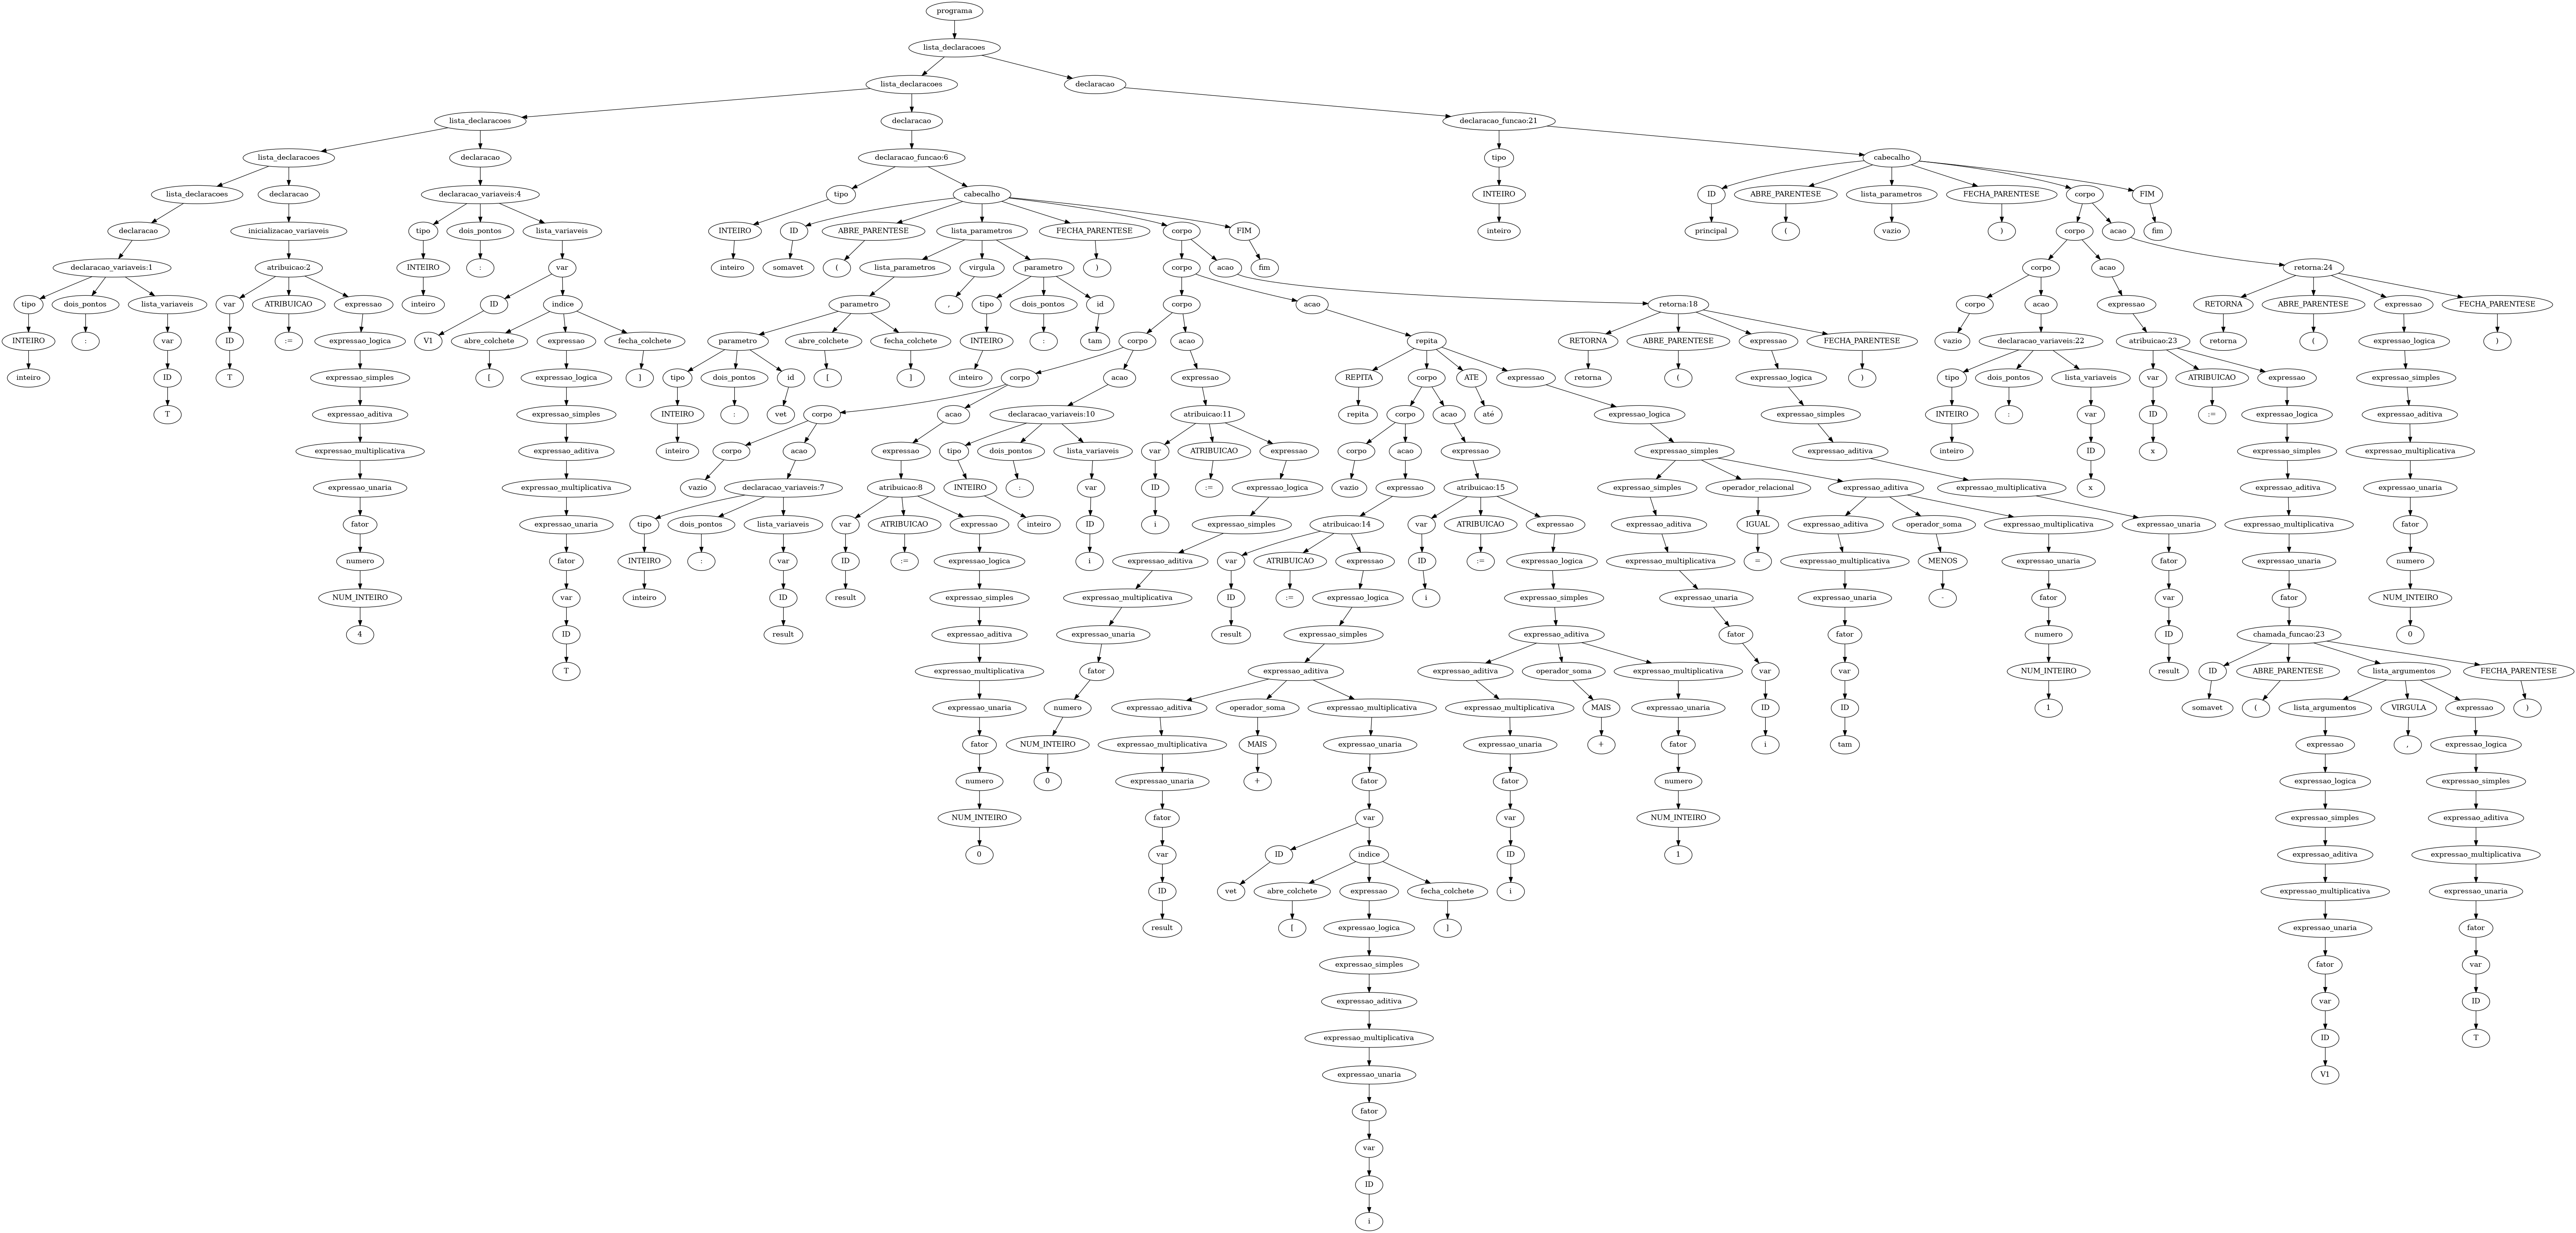 programa
lista_declaracoes
lista_declaracoes declaracao
lista_declaracoes declaracao declaracao_funcao:21
lista_declaracoes declaracao declaracao_funcao:6 tipo cabecalho
lista_declaracoes declaracao declaracao_variaveis:4 tipo cabecalho INTEIRO ID ABRE_PARENTESE lista_parametros FECHA_PARENTESE corpo FIM
declaracao inicializacao_variaveis tipo dois_pontos lista_variaveis INTEIRO ID ABRE_PARENTESE lista_parametros FECHA_PARENTESE corpo FIM inteiro principal ( vazio ) corpo acao fim
declaracao_variaveis:1 atribuicao:2 INTEIRO : var inteiro somavet ( lista_parametros virgula parametro ) corpo acao fim corpo acao retorna:24
tipo dois_pontos lista_variaveis var ATRIBUICAO expressao inteiro ID indice parametro , tipo dois_pontos id corpo acao retorna:18 corpo acao expressao RETORNA ABRE_PARENTESE expressao FECHA_PARENTESE
INTEIRO : var ID := expressao_logica V1 abre_colchete expressao fecha_colchete parametro abre_colchete fecha_colchete INTEIRO : tam corpo acao repita RETORNA ABRE_PARENTESE expressao FECHA_PARENTESE vazio declaracao_variaveis:22 atribuicao:23 retorna ( expressao_logica )
inteiro ID T expressao_simples [ expressao_logica ] tipo dois_pontos id [ ] inteiro corpo acao expressao REPITA corpo ATE expressao retorna ( expressao_logica ) tipo dois_pontos lista_variaveis var ATRIBUICAO expressao expressao_simples
T expressao_aditiva expressao_simples INTEIRO : vet corpo acao declaracao_variaveis:10 atribuicao:11 repita corpo acao até expressao_logica expressao_simples INTEIRO : var ID := expressao_logica expressao_aditiva
expressao_multiplicativa expressao_aditiva inteiro corpo acao expressao tipo dois_pontos lista_variaveis var ATRIBUICAO expressao corpo acao expressao expressao_simples expressao_aditiva inteiro ID x expressao_simples expressao_multiplicativa
expressao_unaria expressao_multiplicativa vazio declaracao_variaveis:7 atribuicao:8 INTEIRO : var ID := expressao_logica vazio expressao atribuicao:15 expressao_simples operador_relacional expressao_aditiva expressao_multiplicativa x expressao_aditiva expressao_unaria
fator expressao_unaria tipo dois_pontos lista_variaveis var ATRIBUICAO expressao inteiro ID i expressao_simples atribuicao:14 var ATRIBUICAO expressao expressao_aditiva IGUAL expressao_aditiva operador_soma expressao_multiplicativa expressao_unaria expressao_multiplicativa fator
numero fator INTEIRO : var ID := expressao_logica i expressao_aditiva var ATRIBUICAO expressao ID := expressao_logica expressao_multiplicativa = expressao_multiplicativa MENOS expressao_unaria fator expressao_unaria numero
NUM_INTEIRO var inteiro ID result expressao_simples expressao_multiplicativa ID := expressao_logica i expressao_simples expressao_unaria expressao_unaria - fator var fator NUM_INTEIRO
4 ID result expressao_aditiva expressao_unaria result expressao_simples expressao_aditiva fator fator numero ID chamada_funcao:23 0
T expressao_multiplicativa fator expressao_aditiva expressao_aditiva operador_soma expressao_multiplicativa var var NUM_INTEIRO result ID ABRE_PARENTESE lista_argumentos FECHA_PARENTESE
expressao_unaria numero expressao_aditiva operador_soma expressao_multiplicativa expressao_multiplicativa MAIS expressao_unaria ID ID 1 somavet ( lista_argumentos VIRGULA expressao )
fator NUM_INTEIRO expressao_multiplicativa MAIS expressao_unaria expressao_unaria + fator i tam expressao , expressao_logica
numero 0 expressao_unaria + fator fator numero expressao_logica expressao_simples
NUM_INTEIRO fator var var NUM_INTEIRO expressao_simples expressao_aditiva
0 var ID indice ID 1 expressao_aditiva expressao_multiplicativa
ID vet abre_colchete expressao fecha_colchete i expressao_multiplicativa expressao_unaria
result [ expressao_logica ] expressao_unaria fator
expressao_simples fator var
expressao_aditiva var ID
expressao_multiplicativa ID T
expressao_unaria V1
fator
var
ID
i